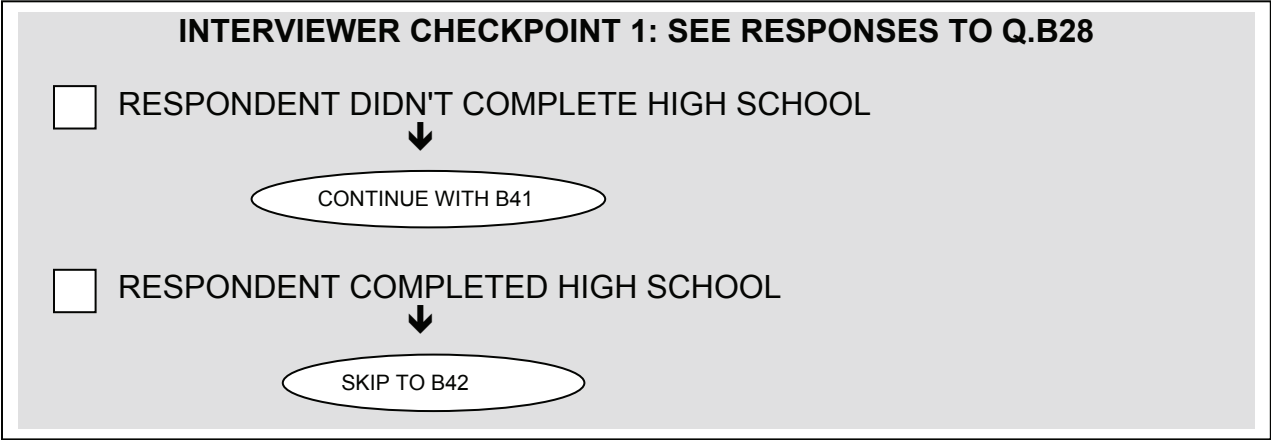 INTERVIEWER CHECKPOINT 1: SEE RESPONSES TO Q.B28
RESPONDENT DIDN'T COMPLETE HIGH SCHOOL
CONTINUE WITH B41
RESPONDENT COMPLETED HIGH SCHOOL
SKIP TO B42